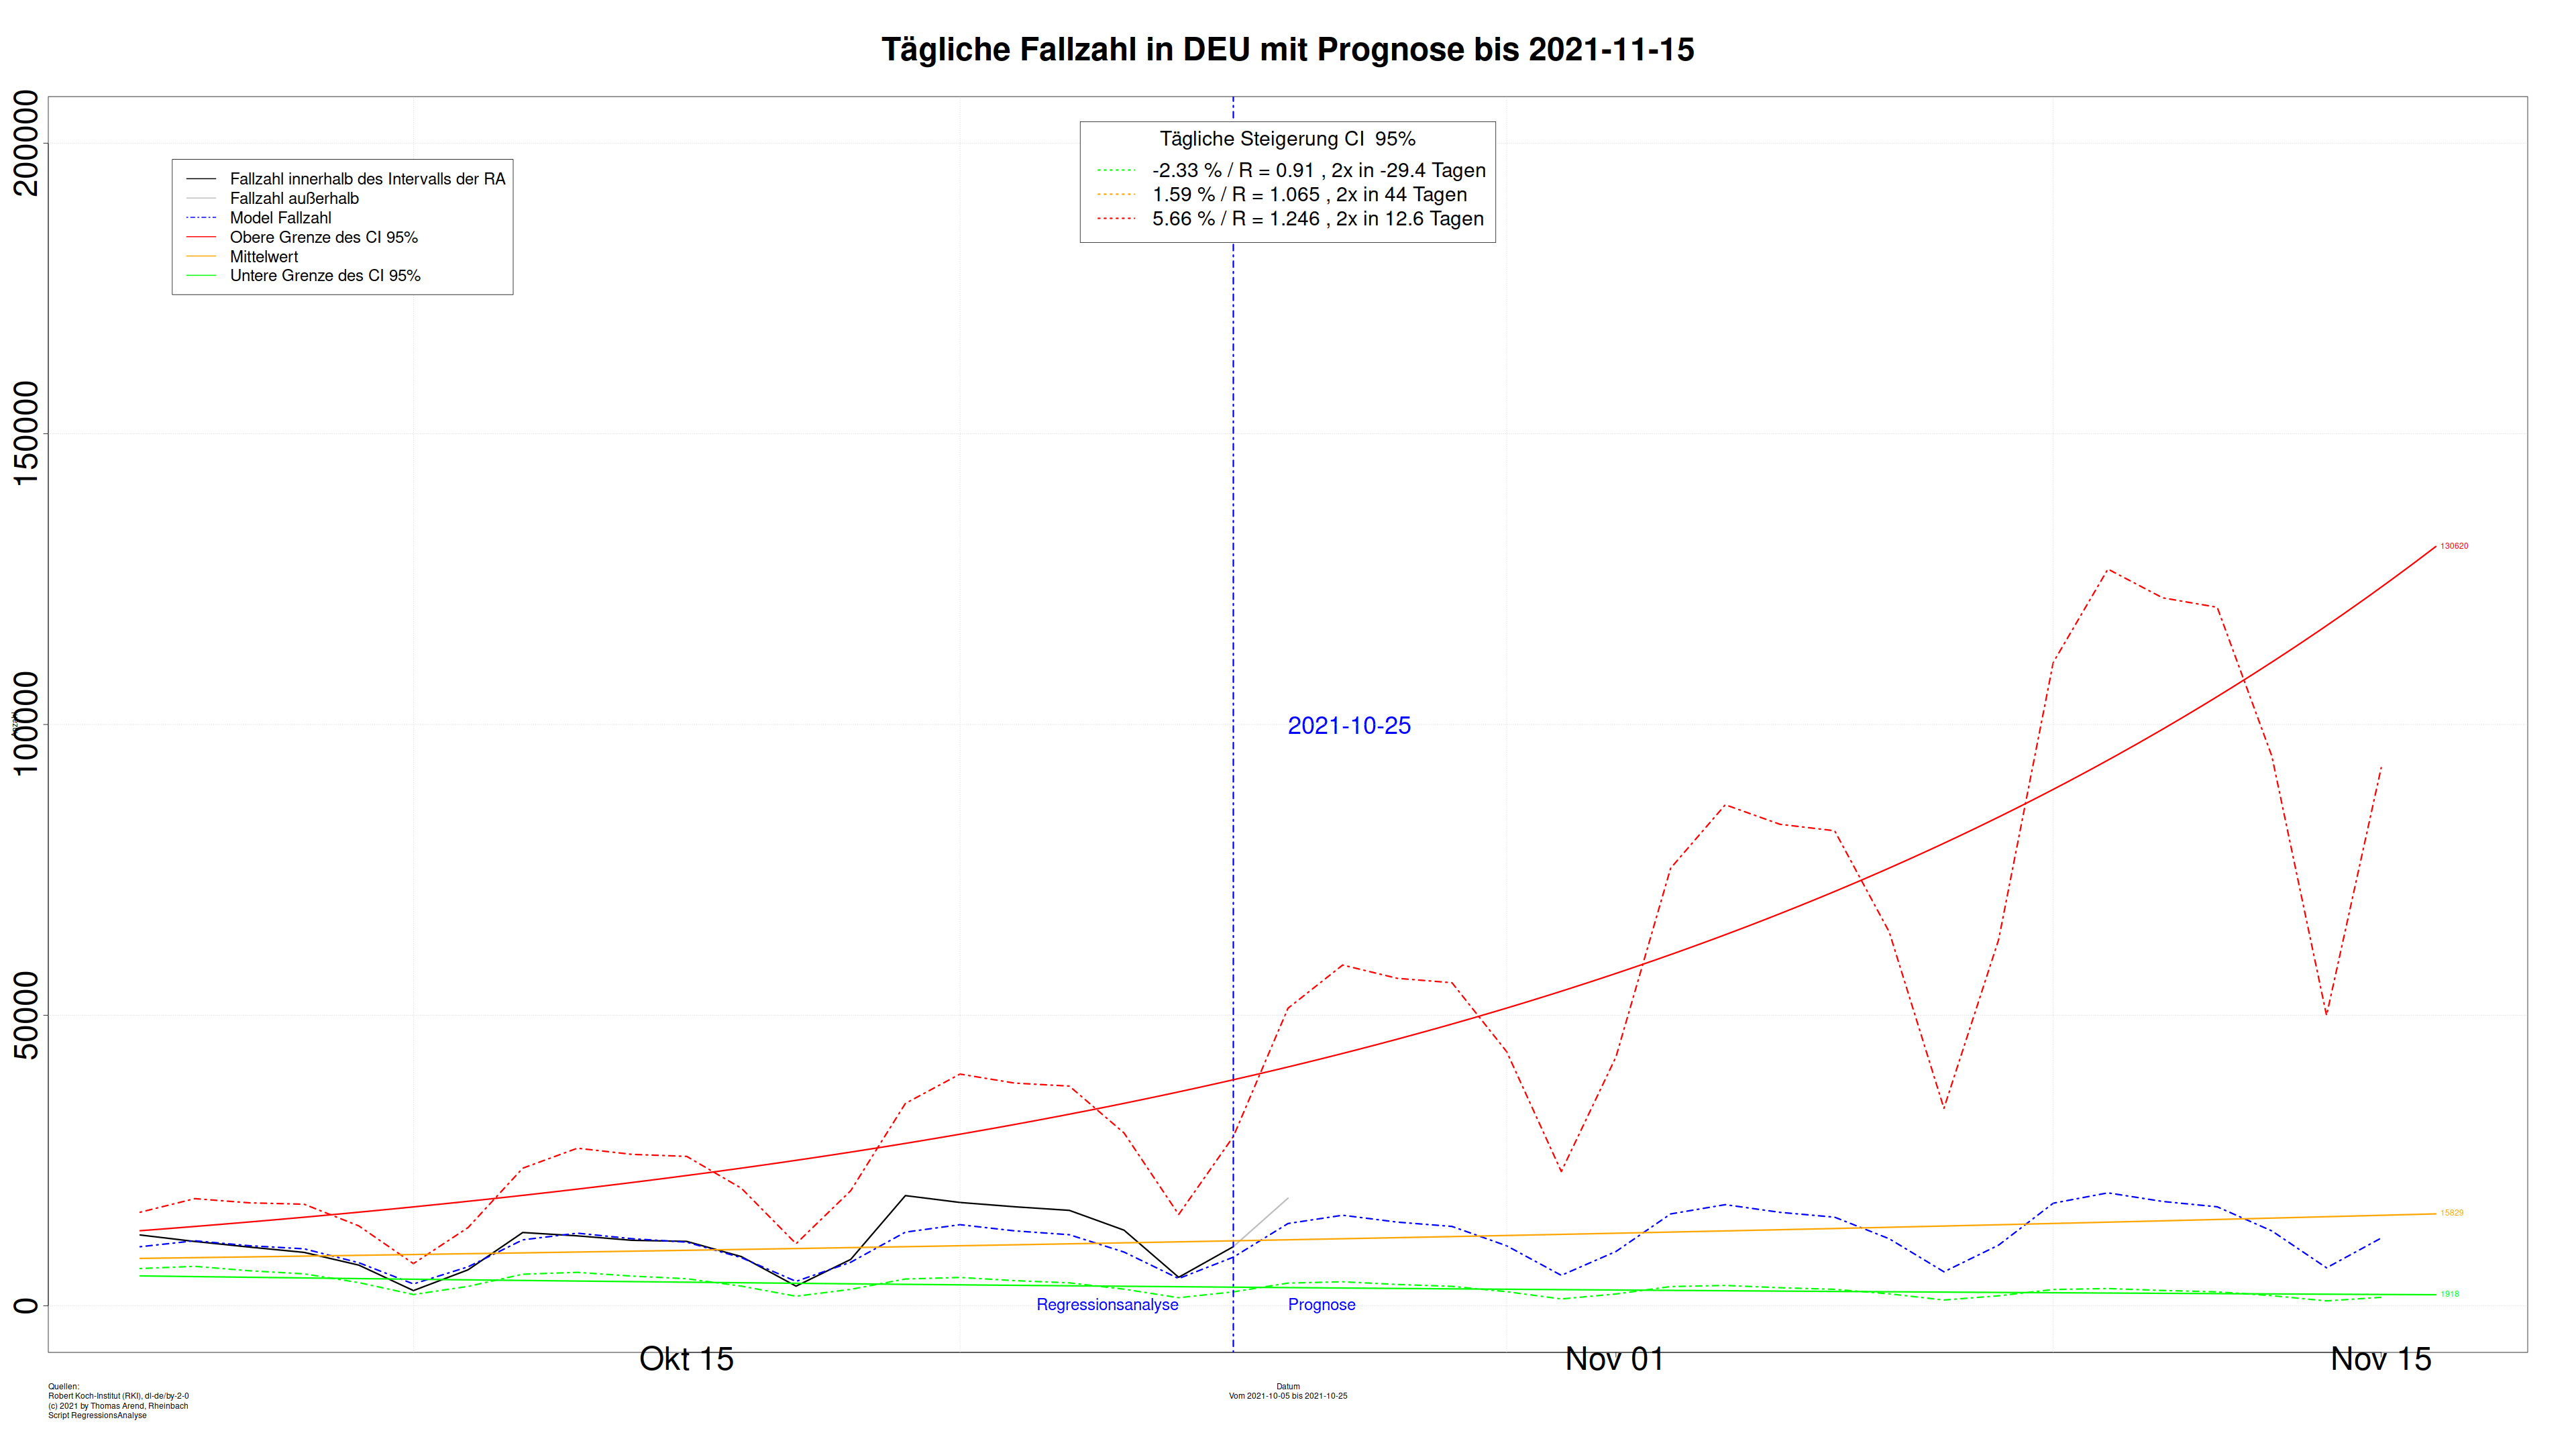 Tägliche Fallzahl in DEU mit Prognose bis 2021-11-15
200000
150000
100000
50000
0
Anzahl
Fallzahl innerhalb des Intervalls der RA
Fallzahl außerhalb
Model Fallzahl
Obere Grenze des CI 95%
Mittelwert
Untere Grenze des CI 95%
Tägliche Steigerung CI 95%
-2.33 % / R = 0.91 , 2x in -29.4 Tagen
1.59 % / R = 1.065 , 2x in 44 Tagen
5.66 % / R = 1.246 , 2x in 12.6 Tagen
130620
2021-10-25
15829
1918
Regressionsanalyse
Prognose
Okt 15
Nov 01
Nov 15
Datum
Vom 2021-10-05 bis 2021-10-25
Quellen:
Robert Koch-Institut (RKI), dl-de/by-2-0
(c) 2021 by Thomas Arend, Rheinbach
Script RegressionsAnalyse